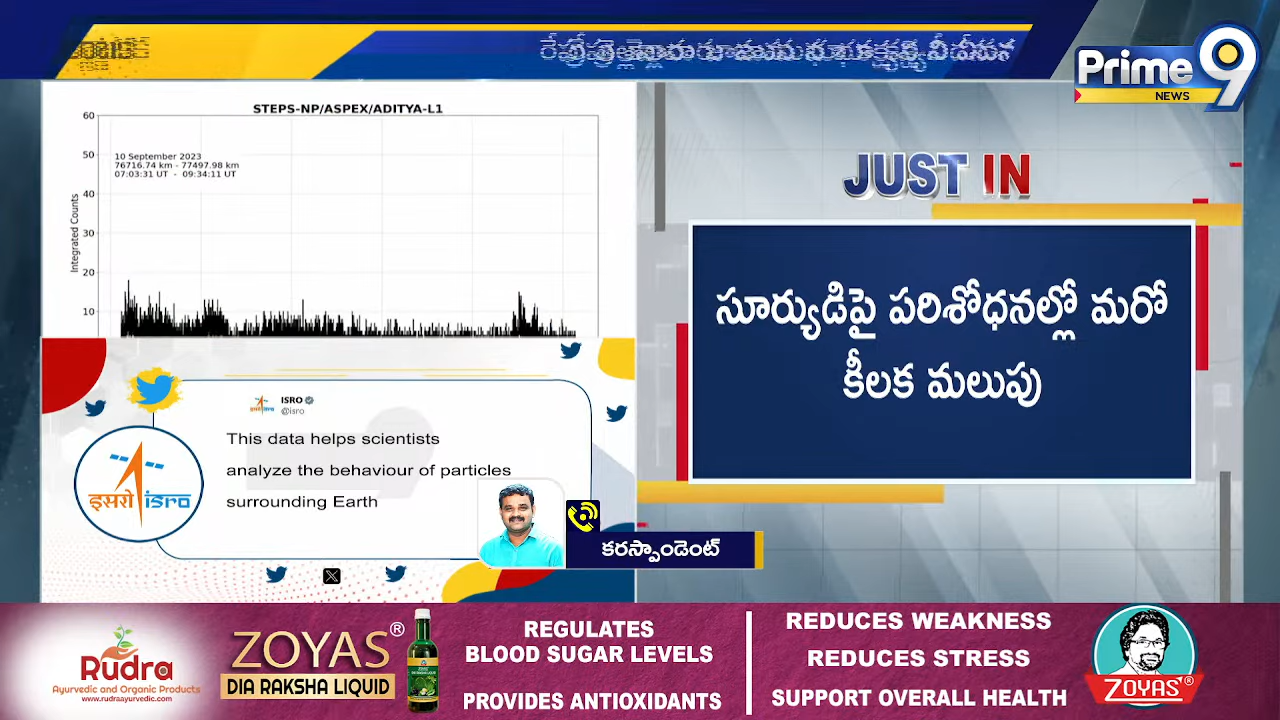 Prime9
NEWS
STEPS-NP/ASPEX/ADITYA-L1
60
50
40
30
20
10
Integrated Counts
10 September 2023
76716.74 km - 77497.98 km
07:03:31 UT - 09:34:11 UT
JUST IN
సూర్యుడిపై పరిశోధనల్లో మరో
కీలక మలుపు
ISRO
@isro
This data helps scientists
analyze the behaviour of particles
surrounding Earth
इसरो isro
కరస్పాండెంట్
Rudra
Ayurvedic and Organic Products
www.rudraayurvedic.com
ZOYAS®
DIA RAKSHA LIQUID
REGULATES
BLOOD SUGAR LEVELS
PROVIDES ANTIOXIDANTS
REDUCES WEAKNESS
REDUCES STRESS
SUPPORT OVERALL HEALTH
ZOYAS®